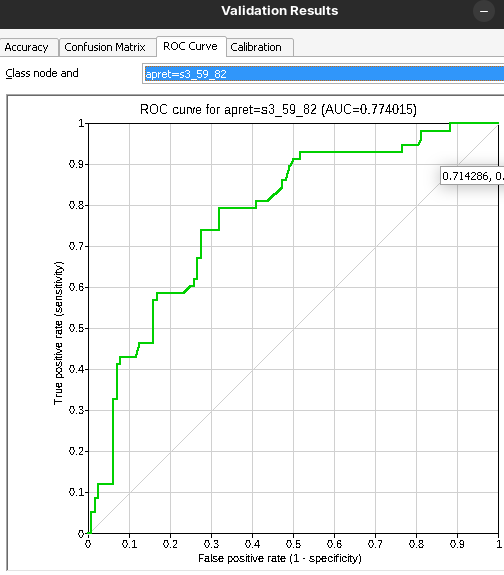 Validation Results
Accuracy
Confusion Matrix
ROC Curve
Calibration
Class node and
apret=s3_59_82
ROC curve for apret=s3_59_82 (AUC=0.774015)
1
0.9
0.8
0.7
0.6
0.5
0.4
0.3
0.2
0.1
0
True positive rate (sensitivity)
0.714286, 0.
0 0.1 0.2 0.3 0.4 0.5 0.6 0.7 0.8 0.9 1
False positive rate (1 - specificity)